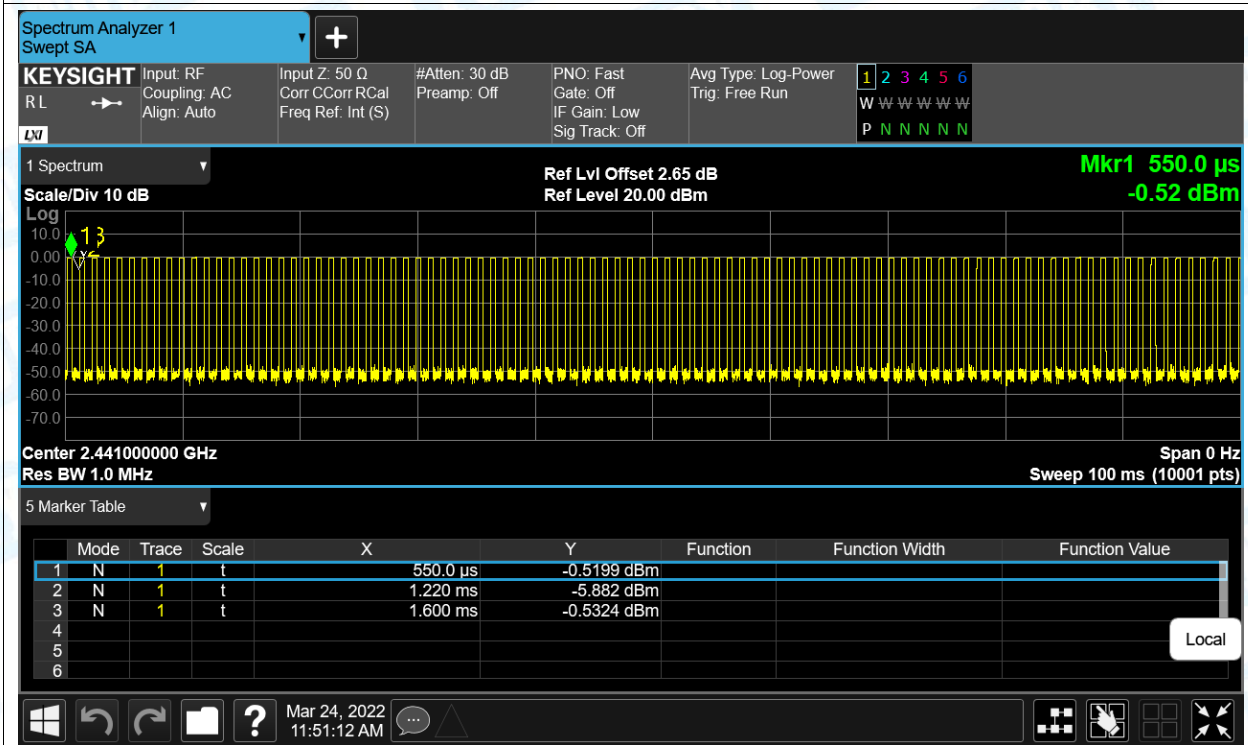 Spectrum Analyzer 1
Swept SA
▼
+
KEYSIGHT Input: RF Input Z: 50 Ω #Atten: 30 dB PNO: Fast Avg Type: Log-Power 1 2 3 4 5 6
RL Coupling: AC Corr CCorr RCal Preamp: Off Gate: Off Trig: Free Run W W W W W W
Align: Auto Freq Ref: Int (S) IF Gain: Low
LXI Sig Track: Off P N N N N N
1 Spectrum ▼ Ref Lvl Offset 2.65 dB Mkr1 550.0 µs
Scale/Div 10 dB Ref Level 20.00 dBm -0.52 dBm
Log
10.0
0.00
-10.0
-20.0
-30.0
-40.0
-50.0
-60.0
-70.0
1 3
2
Center 2.441000000 GHz Span 0 Hz
Res BW 1.0 MHz Sweep 100 ms (10001 pts)
5 Marker Table ▼
Mode Trace Scale X Y Function Function Width Function Value
1 N 1 t 550.0 µs -0.5199 dBm
2 N 1 t 1.220 ms -5.882 dBm
3 N 1 t 1.600 ms -0.5324 dBm
4
5
6
Local
? Mar 24, 2022
11:51:12 AM